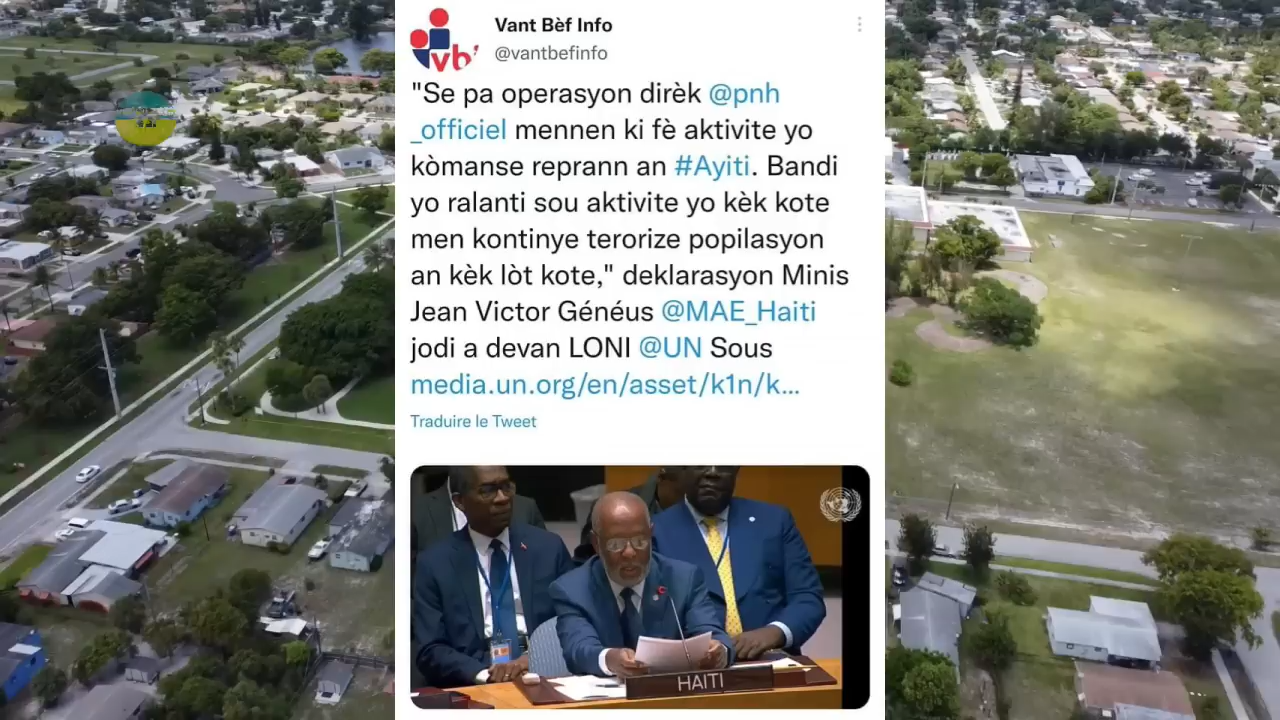 Vant Bèf Info
@vantbefinfo
vb'
"Se pa operasyon dirèk @pnh
_officiel mennen ki fè aktivite yo
kòmanse reprann an #Ayiti. Bandi
yo ralanti sou aktivite yo kèk kote
men kontinye terorize popilasyon
an kèk lòt kote," deklarasyon Minis
Jean Victor Généus @MAE_Haiti
jodi a devan LONI @UN Sous
media.un.org/en/asset/k1n/k...
Traduire le Tweet
HAITI